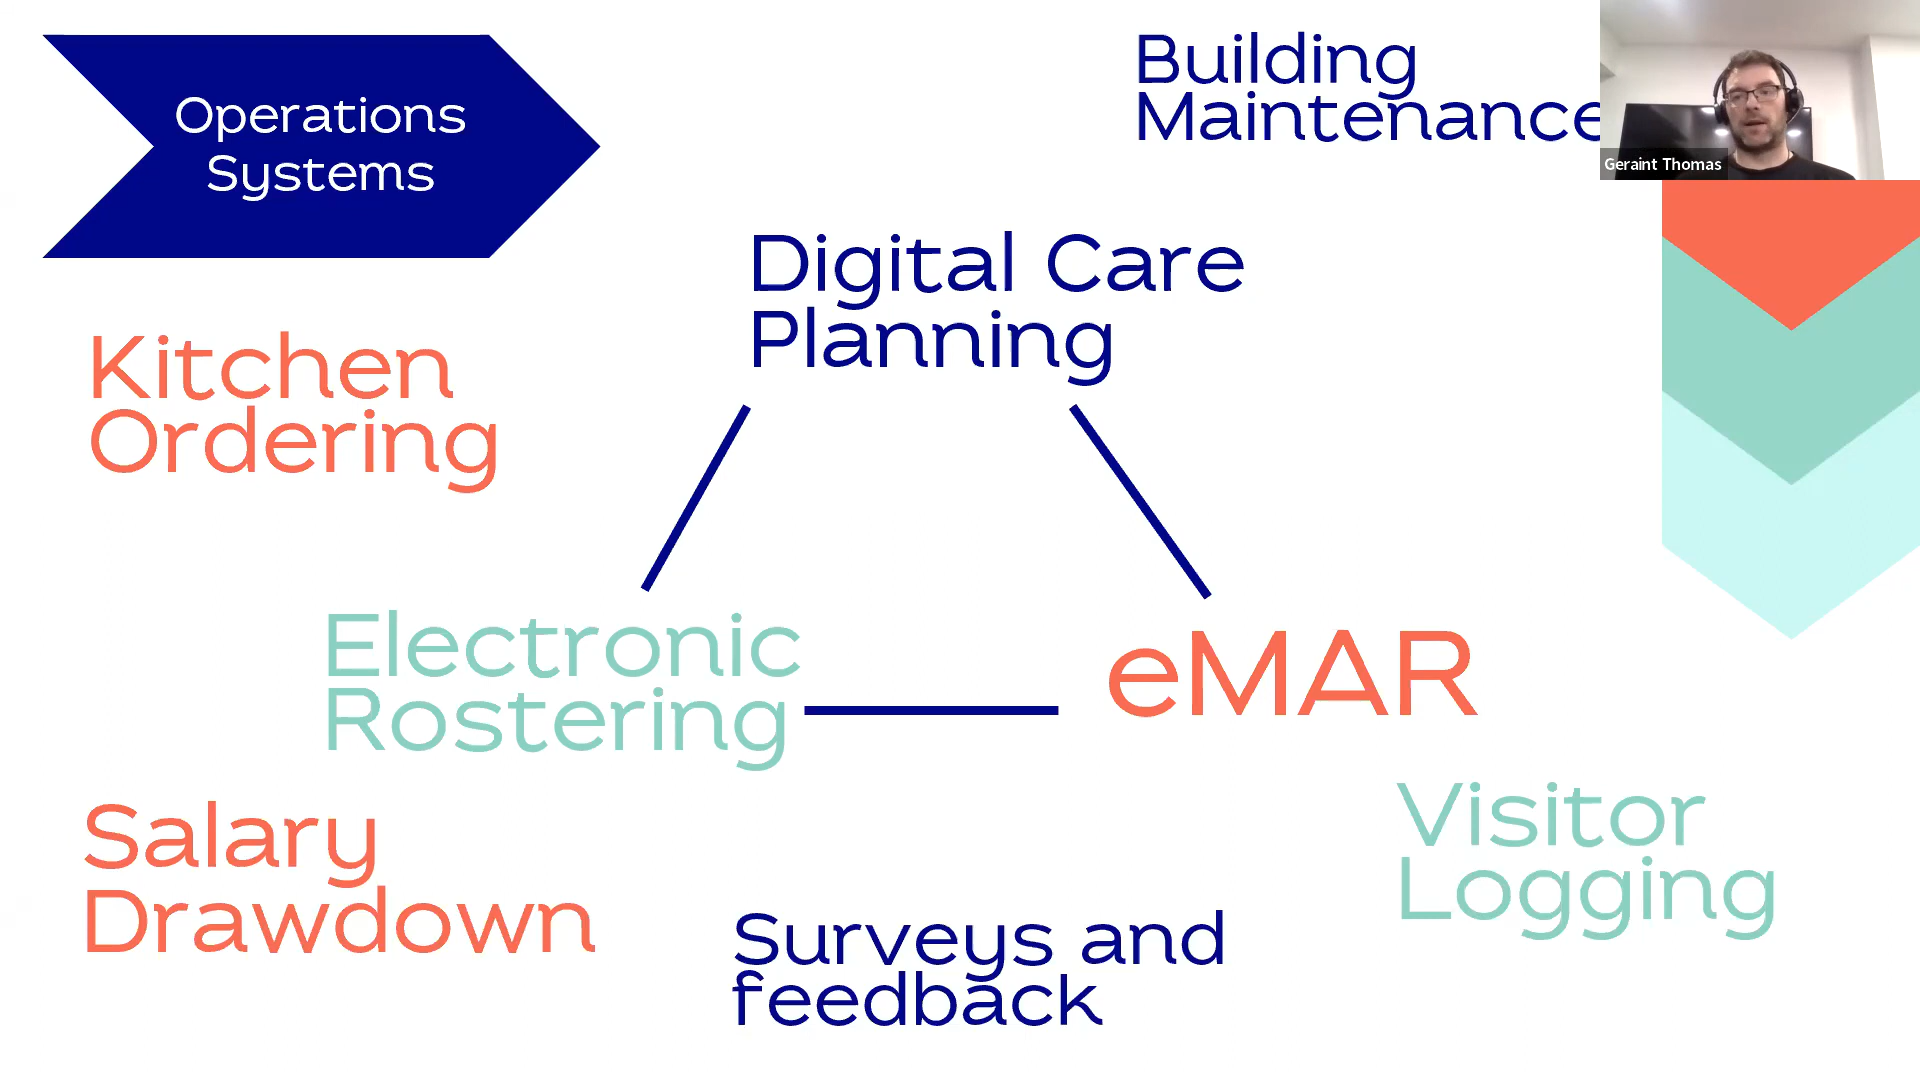 Operations
Systems
Building
Maintenance
Geraint Thomas
Digital Care
Planning
Kitchen
Ordering
Electronic
Rostering
eMAR
Salary
Drawdown
Visitor
Logging
Surveys and
feedback